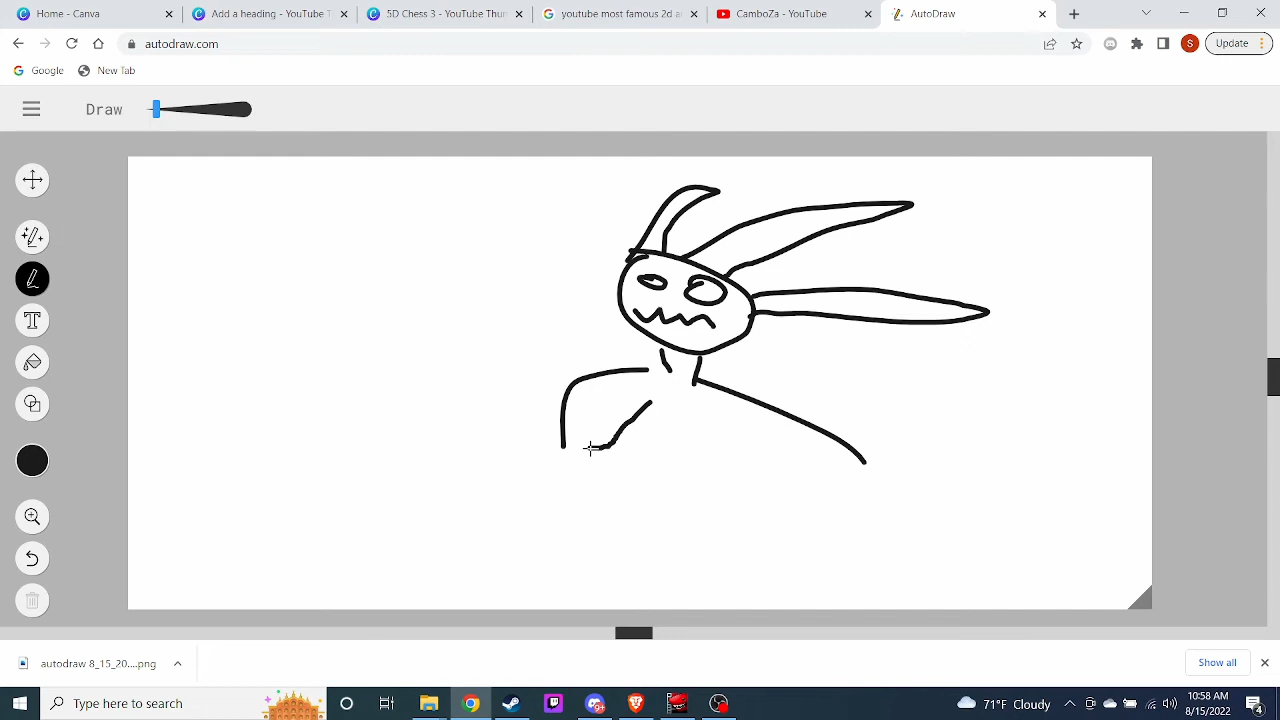 Home - Canva
Add a heading - YouTube T
5D Chess 3 - YouTube Thum
youtube most famous 2d a
CamboZa - YouTube
AutoDraw
autodraw.com
S
Update
Google
New Tab
Draw
T
autodraw 8_15_20....png
Show all
Type here to search
71°F Cloudy
10:58 AM
8/15/2022